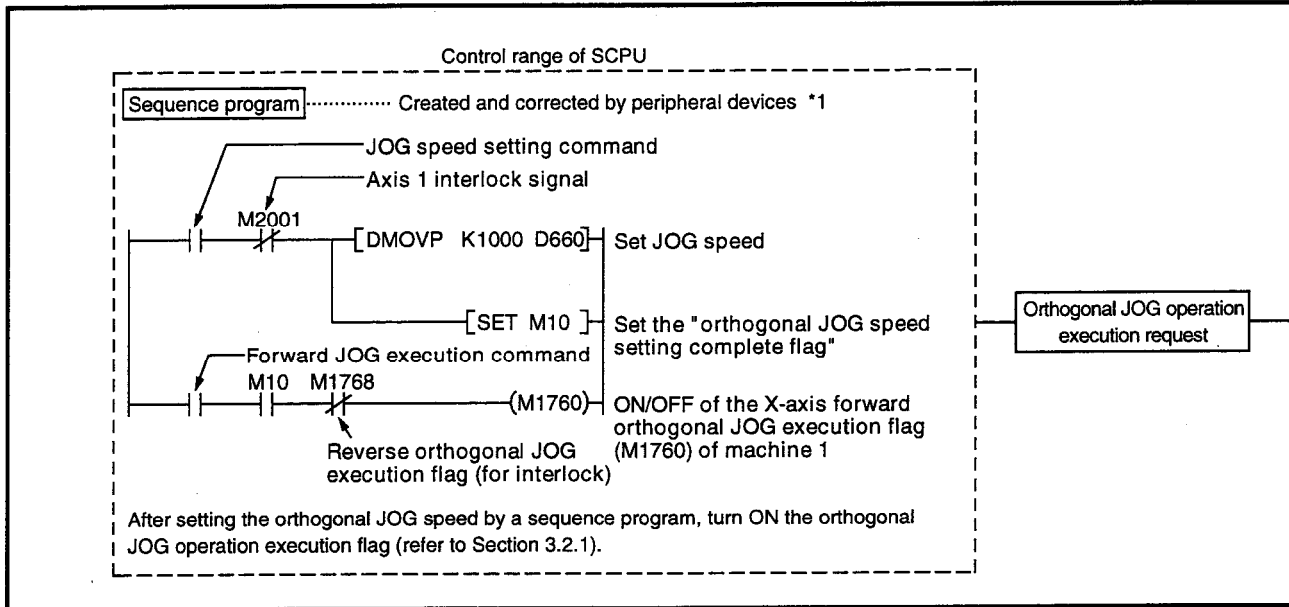 Control range of SCPU
Sequence program ............... Created and corrected by peripheral devices *1
JOG speed setting command
Axis 1 interlock signal
M2001
[DMOVP K1000 D660] Set JOG speed
[SET M10 ] Set the "orthogonal JOG speed
setting complete flag"
Forward JOG execution command
M10 M1768
(M1760) ON/OFF of the X-axis forward
orthogonal JOG execution flag
(M1760) of machine 1
Reverse orthogonal JOG
execution flag (for interlock)
After setting the orthogonal JOG speed by a sequence program, turn ON the orthogonal
JOG operation execution flag (refer to Section 3.2.1).
Orthogonal JOG operation
execution request